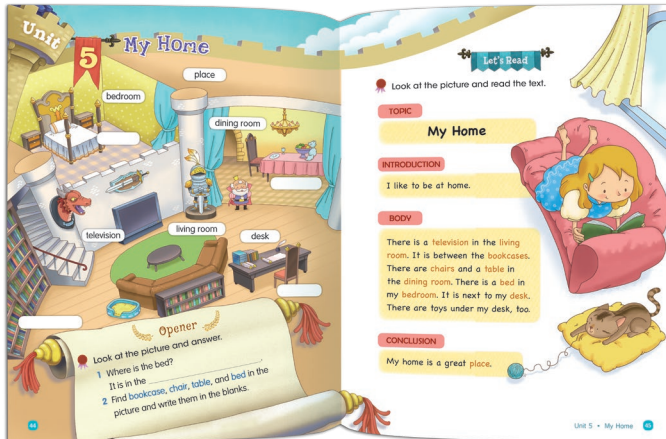 Unit
5
My Home
place
bedroom
dining room
television
living room
desk
Opener
Look at the picture and answer.
1 Where is the bed?
It is in the ____________________.
2 Find bookcase, chair, table, and bed in the
picture and write them in the blanks.
44
Let's Read
Look at the picture and read the text.
TOPIC
My Home
INTRODUCTION
I like to be at home.
BODY
There is a television in the living
room. It is between the bookcases.
There are chairs and a table in
the dining room. There is a bed in
my bedroom. It is next to my desk.
There are toys under my desk, too.
CONCLUSION
My home is a great place.
Unit 5 • My Home 45